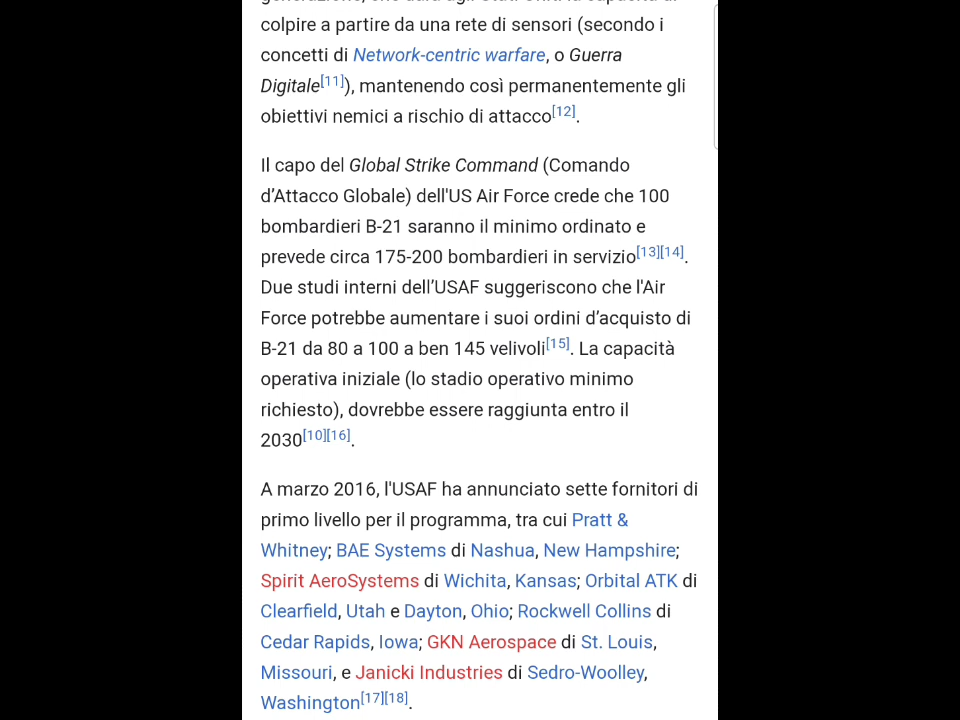 colpire a partire da una rete di sensori (secondo i
concetti di Network-centric warfare, o Guerra
Digitale[11]), mantenendo così permanentemente gli
obiettivi nemici a rischio di attacco[12].
Il capo del Global Strike Command (Comando
d’Attacco Globale) dell'US Air Force crede che 100
bombardieri B-21 saranno il minimo ordinato e
prevede circa 175-200 bombardieri in servizio[13][14].
Due studi interni dell’USAF suggeriscono che l'Air
Force potrebbe aumentare i suoi ordini d’acquisto di
B-21 da 80 a 100 a ben 145 velivoli[15]. La capacità
operativa iniziale (lo stadio operativo minimo
richiesto), dovrebbe essere raggiunta entro il
2030[10][16].
A marzo 2016, l'USAF ha annunciato sette fornitori di
primo livello per il programma, tra cui Pratt &
Whitney; BAE Systems di Nashua, New Hampshire;
Spirit AeroSystems di Wichita, Kansas; Orbital ATK di
Clearfield, Utah e Dayton, Ohio; Rockwell Collins di
Cedar Rapids, Iowa; GKN Aerospace di St. Louis,
Missouri, e Janicki Industries di Sedro-Woolley,
Washington[17][18].